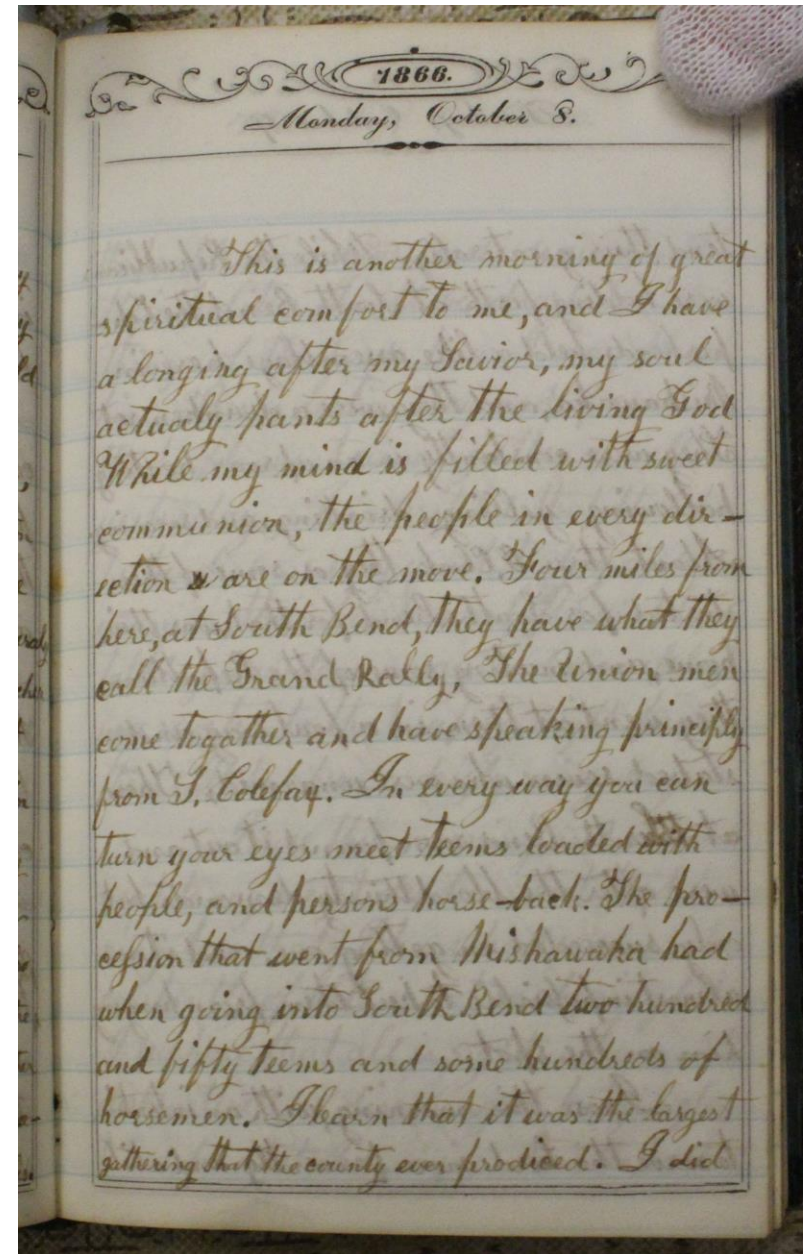 1866.
Monday, October 8.
This is another morning of great
spiritual comfort to me, and I have
a longing after my Savior, my soul
actualy pants after the living God
While my mind is filled with sweet
communion, the people in every dir-
ection are on the move. Four miles from
here, at South Bend, they have what they
call the Grand Rally, The Union men
come togather and have speaking principly
from S. Colefax. In every way you can
turn your eyes meet teems loaded with
people, and persons horse-back. The pro-
cession that went from Mishawaka had
when going into South Bend two hundred
and fifty teems and some hundreds of
horsemen. I learn that it was the largest
gathering that the county ever prodiced. I did